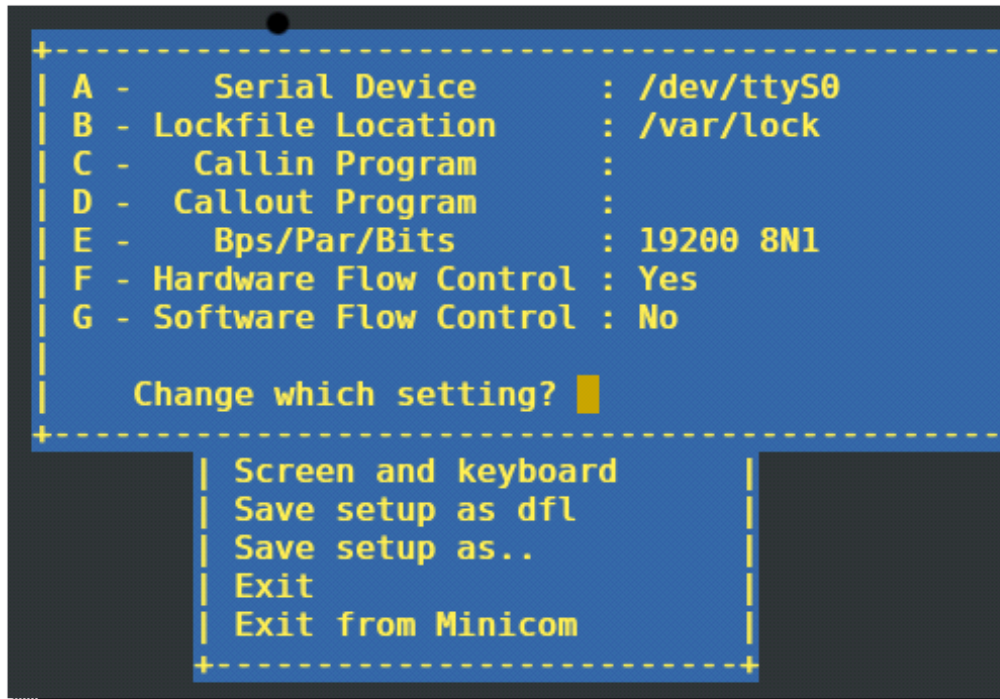 +-----------------------------------------------
| A -    Serial Device      : /dev/ttyS0
| B - Lockfile Location     : /var/lock
| C -   Callin Program      :
| D -  Callout Program      :
| E -    Bps/Par/Bits       : 19200 8N1
| F - Hardware Flow Control : Yes
| G - Software Flow Control : No
|
|    Change which setting?
+-----------------------------------------------
| Screen and keyboard      |
| Save setup as dfl        |
| Save setup as..          |
| Exit                     |
| Exit from Minicom        |
+--------------------------+